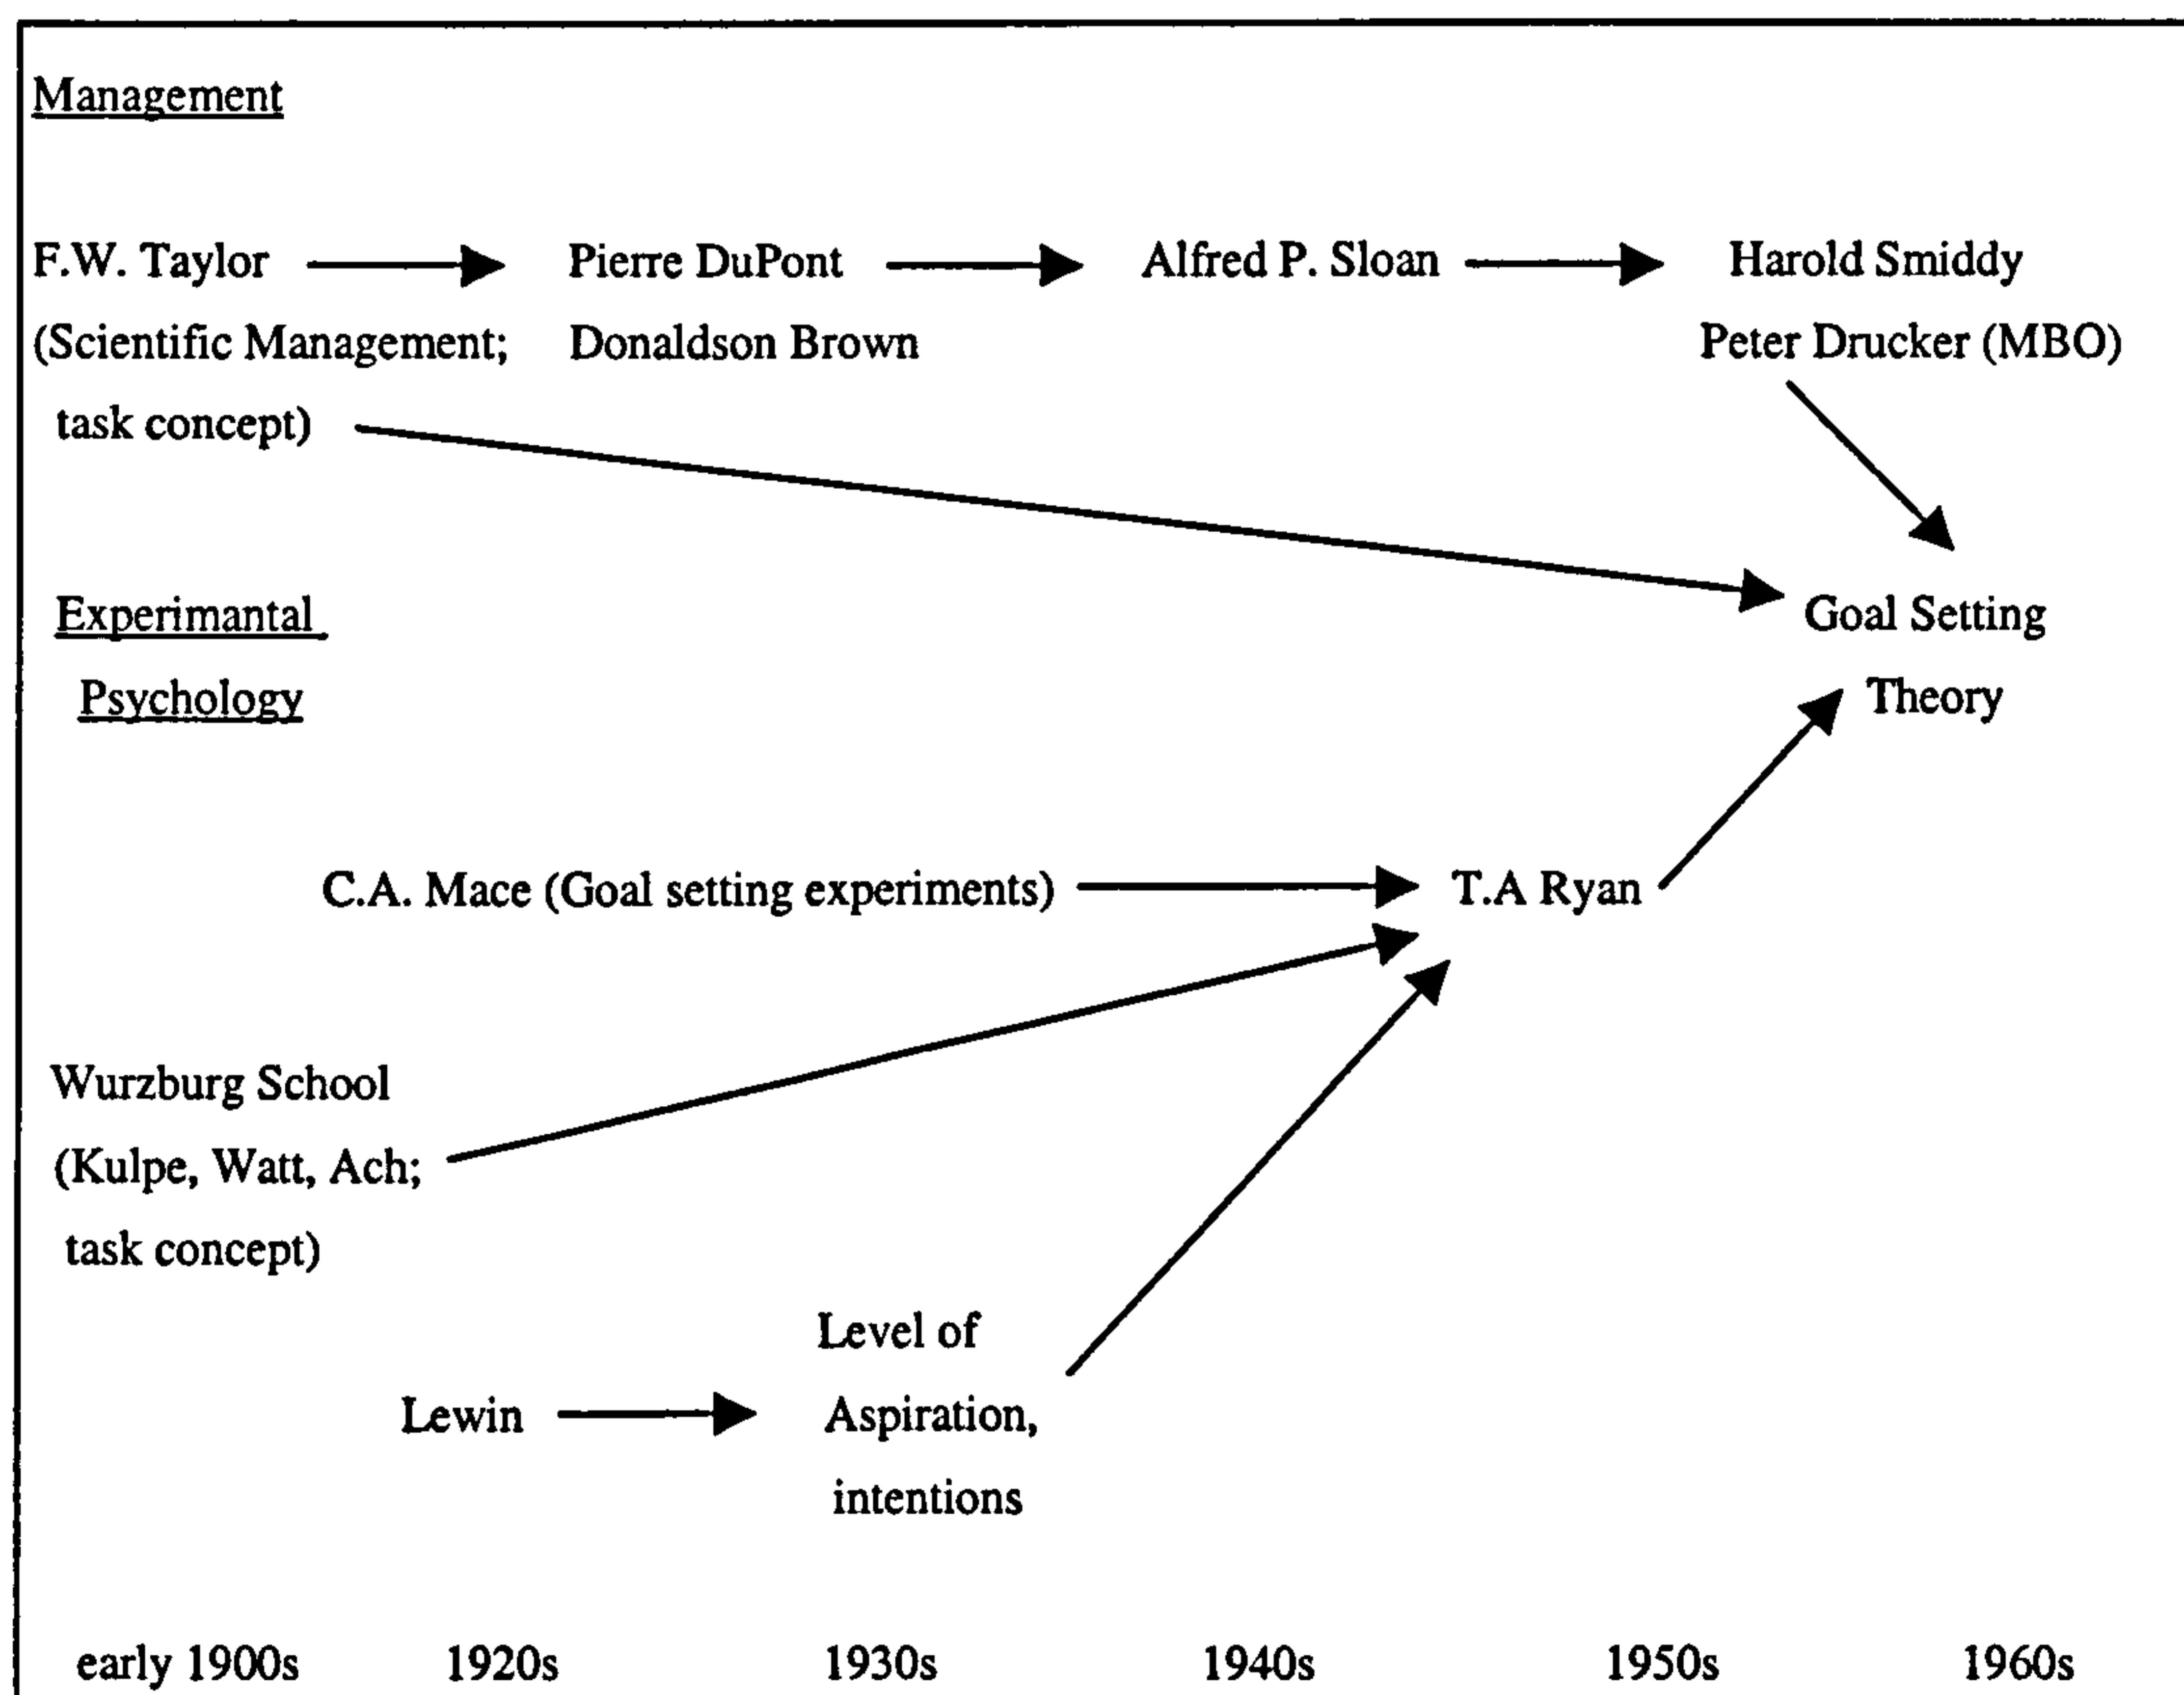 Management
F.W. Taylor Pierre DuPont Alfred P. Sloan Harold Smiddy
(Scientific Management; Donaldson Brown Peter Drucker (MBO)
task concept)
Experimantal Goal Setting
Psychology Theory
C.A. Mace (Goal setting experiments) T.A Ryan
Wurzburg School
(Kulpe, Watt, Ach;
task concept)
Level of
Lewin Aspiration,
intentions
early 1900s 1920s 1930s 1940s 1950s 1960s